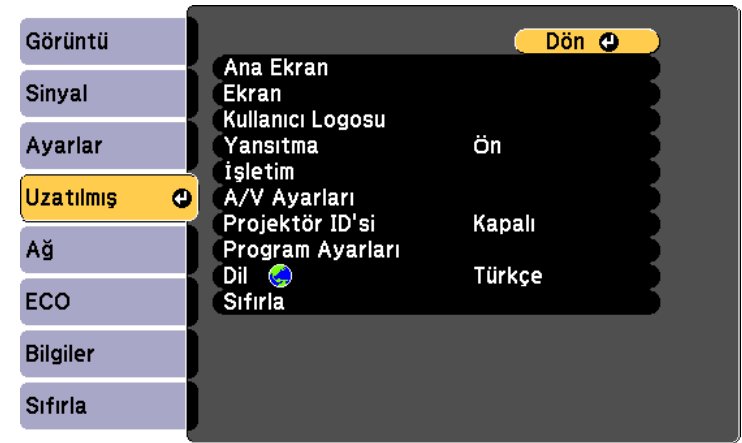 Görüntü
Sinyal
Ayarlar
Uzatılmış
Ağ
ECO
Bilgiler
Sıfırla
Dön
Ana Ekran
Ekran
Kullanıcı Logosu
Yansıtma Ön
İşletim
A/V Ayarları
Projektör ID'si Kapalı
Program Ayarları
Dil Türkçe
Sıfırla